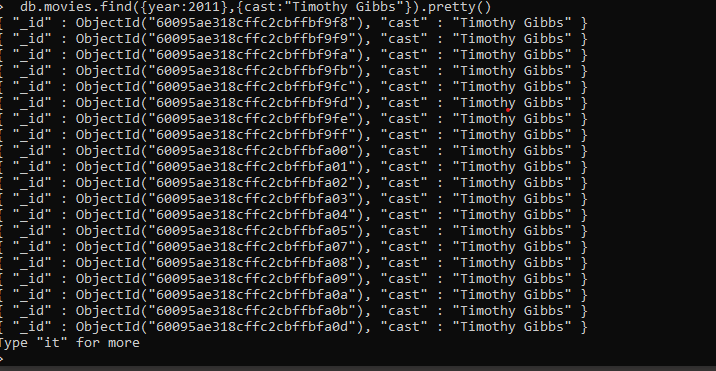 > db.movies.find({year:2011},{cast:"Timothy Gibbs"}).pretty()
{ "_id" : ObjectId("60095ae318cffc2cbffbf9f8"), "cast" : "Timothy Gibbs" }
{ "_id" : ObjectId("60095ae318cffc2cbffbf9f9"), "cast" : "Timothy Gibbs" }
{ "_id" : ObjectId("60095ae318cffc2cbffbf9fa"), "cast" : "Timothy Gibbs" }
{ "_id" : ObjectId("60095ae318cffc2cbffbf9fb"), "cast" : "Timothy Gibbs" }
{ "_id" : ObjectId("60095ae318cffc2cbffbf9fc"), "cast" : "Timothy Gibbs" }
{ "_id" : ObjectId("60095ae318cffc2cbffbf9fd"), "cast" : "Timothy Gibbs" }
{ "_id" : ObjectId("60095ae318cffc2cbffbf9fe"), "cast" : "Timothy Gibbs" }
{ "_id" : ObjectId("60095ae318cffc2cbffbf9ff"), "cast" : "Timothy Gibbs" }
{ "_id" : ObjectId("60095ae318cffc2cbffbfa00"), "cast" : "Timothy Gibbs" }
{ "_id" : ObjectId("60095ae318cffc2cbffbfa01"), "cast" : "Timothy Gibbs" }
{ "_id" : ObjectId("60095ae318cffc2cbffbfa02"), "cast" : "Timothy Gibbs" }
{ "_id" : ObjectId("60095ae318cffc2cbffbfa03"), "cast" : "Timothy Gibbs" }
{ "_id" : ObjectId("60095ae318cffc2cbffbfa04"), "cast" : "Timothy Gibbs" }
{ "_id" : ObjectId("60095ae318cffc2cbffbfa05"), "cast" : "Timothy Gibbs" }
{ "_id" : ObjectId("60095ae318cffc2cbffbfa07"), "cast" : "Timothy Gibbs" }
{ "_id" : ObjectId("60095ae318cffc2cbffbfa08"), "cast" : "Timothy Gibbs" }
{ "_id" : ObjectId("60095ae318cffc2cbffbfa09"), "cast" : "Timothy Gibbs" }
{ "_id" : ObjectId("60095ae318cffc2cbffbfa0a"), "cast" : "Timothy Gibbs" }
{ "_id" : ObjectId("60095ae318cffc2cbffbfa0b"), "cast" : "Timothy Gibbs" }
{ "_id" : ObjectId("60095ae318cffc2cbffbfa0d"), "cast" : "Timothy Gibbs" }
Type "it" for more
>